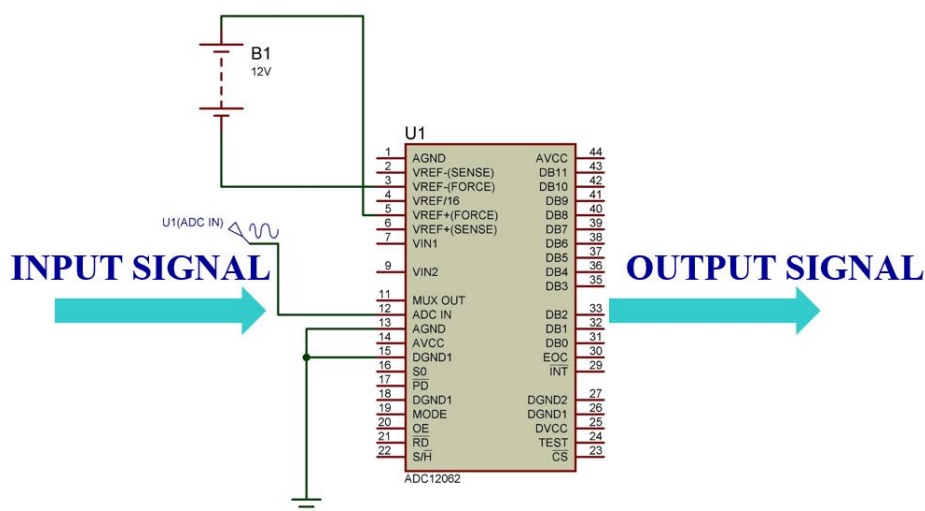 B1
12V
U1
1 AGND AVCC 44
2 VREF-(SENSE) DB11 43
3 VREF-(FORCE) DB10 42
4 VREF/16 DB9 41
5 VREF+(FORCE) DB8 40
6 VREF+(SENSE) DB7 39
7 VIN1 DB6 38
DB5 37
9 VIN2 DB4 36
DB3 35
11 MUX OUT DB2 33
12 ADC IN DB1 32
13 AGND DB0 31
14 AVCC EOC 30
15 DGND1 INT 29
16 S0
17 PD
18 DGND1 DGND2 27
19 MODE DGND1 26
20 OE DVCC 25
21 RD TEST 24
22 S/H CS 23
ADC12062
U1(ADC IN)
INPUT SIGNAL
OUTPUT SIGNAL